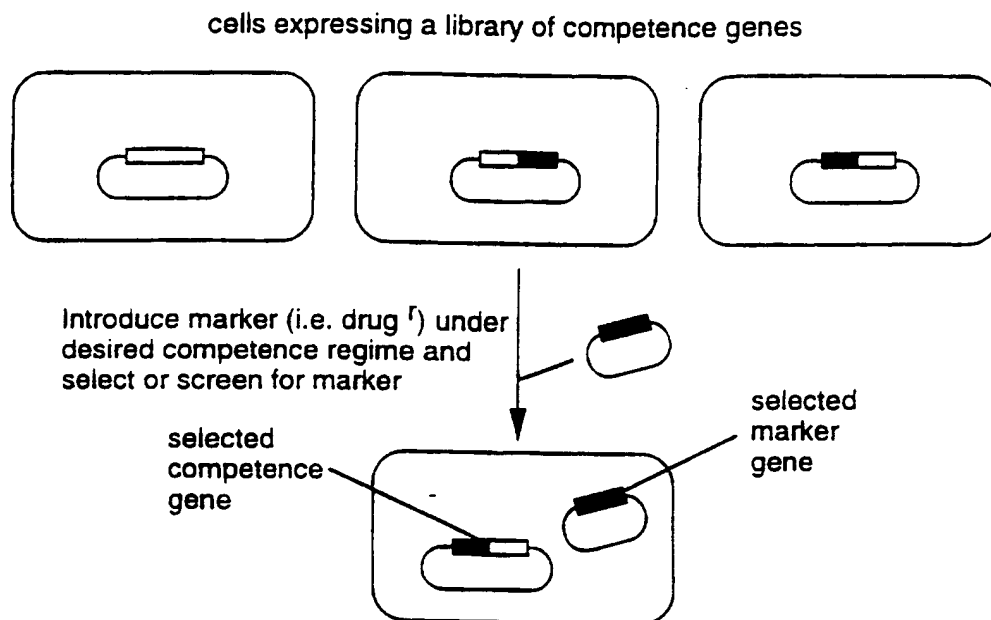 cells expressing a library of competence genes
Introduce marker (i.e. drug ʳ) under
desired competence regime and
select or screen for marker
selected
marker
gene
selected
competence
gene